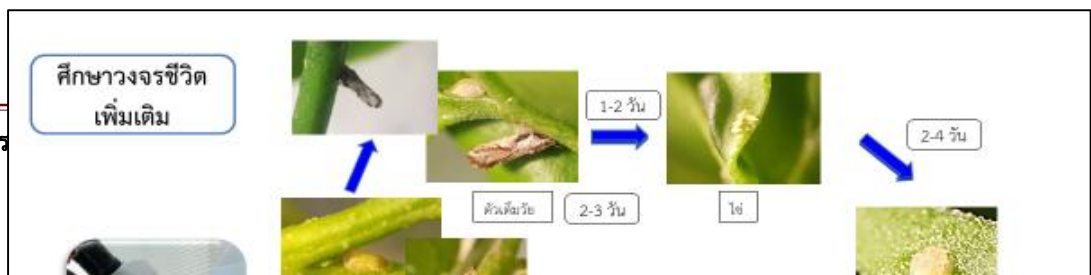 ศึกษาวงจรชีวิต
เพิ่มเติม
1-2 วัน
2-4 วัน
ตัวเต็มวัย
2-3 วัน
ไข่
ร